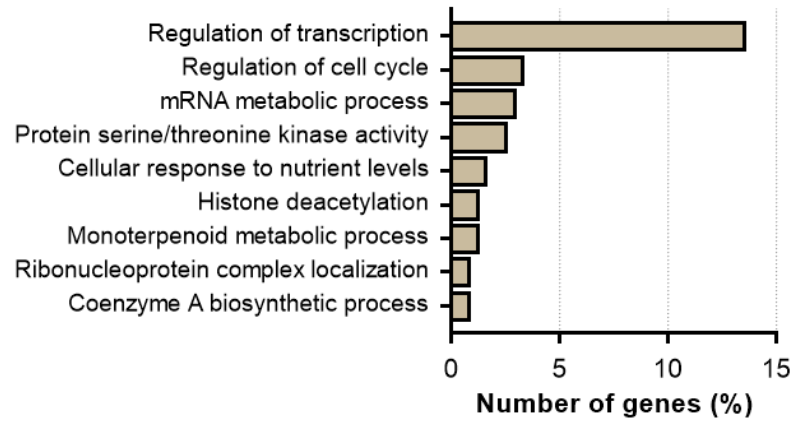 Regulation of transcription
Regulation of cell cycle
mRNA metabolic process
Protein serine/threonine kinase activity
Cellular response to nutrient levels
Histone deacetylation
Monoterpenoid metabolic process
Ribonucleoprotein complex localization
Coenzyme A biosynthetic process
0 5 10 15
Number of genes (%)